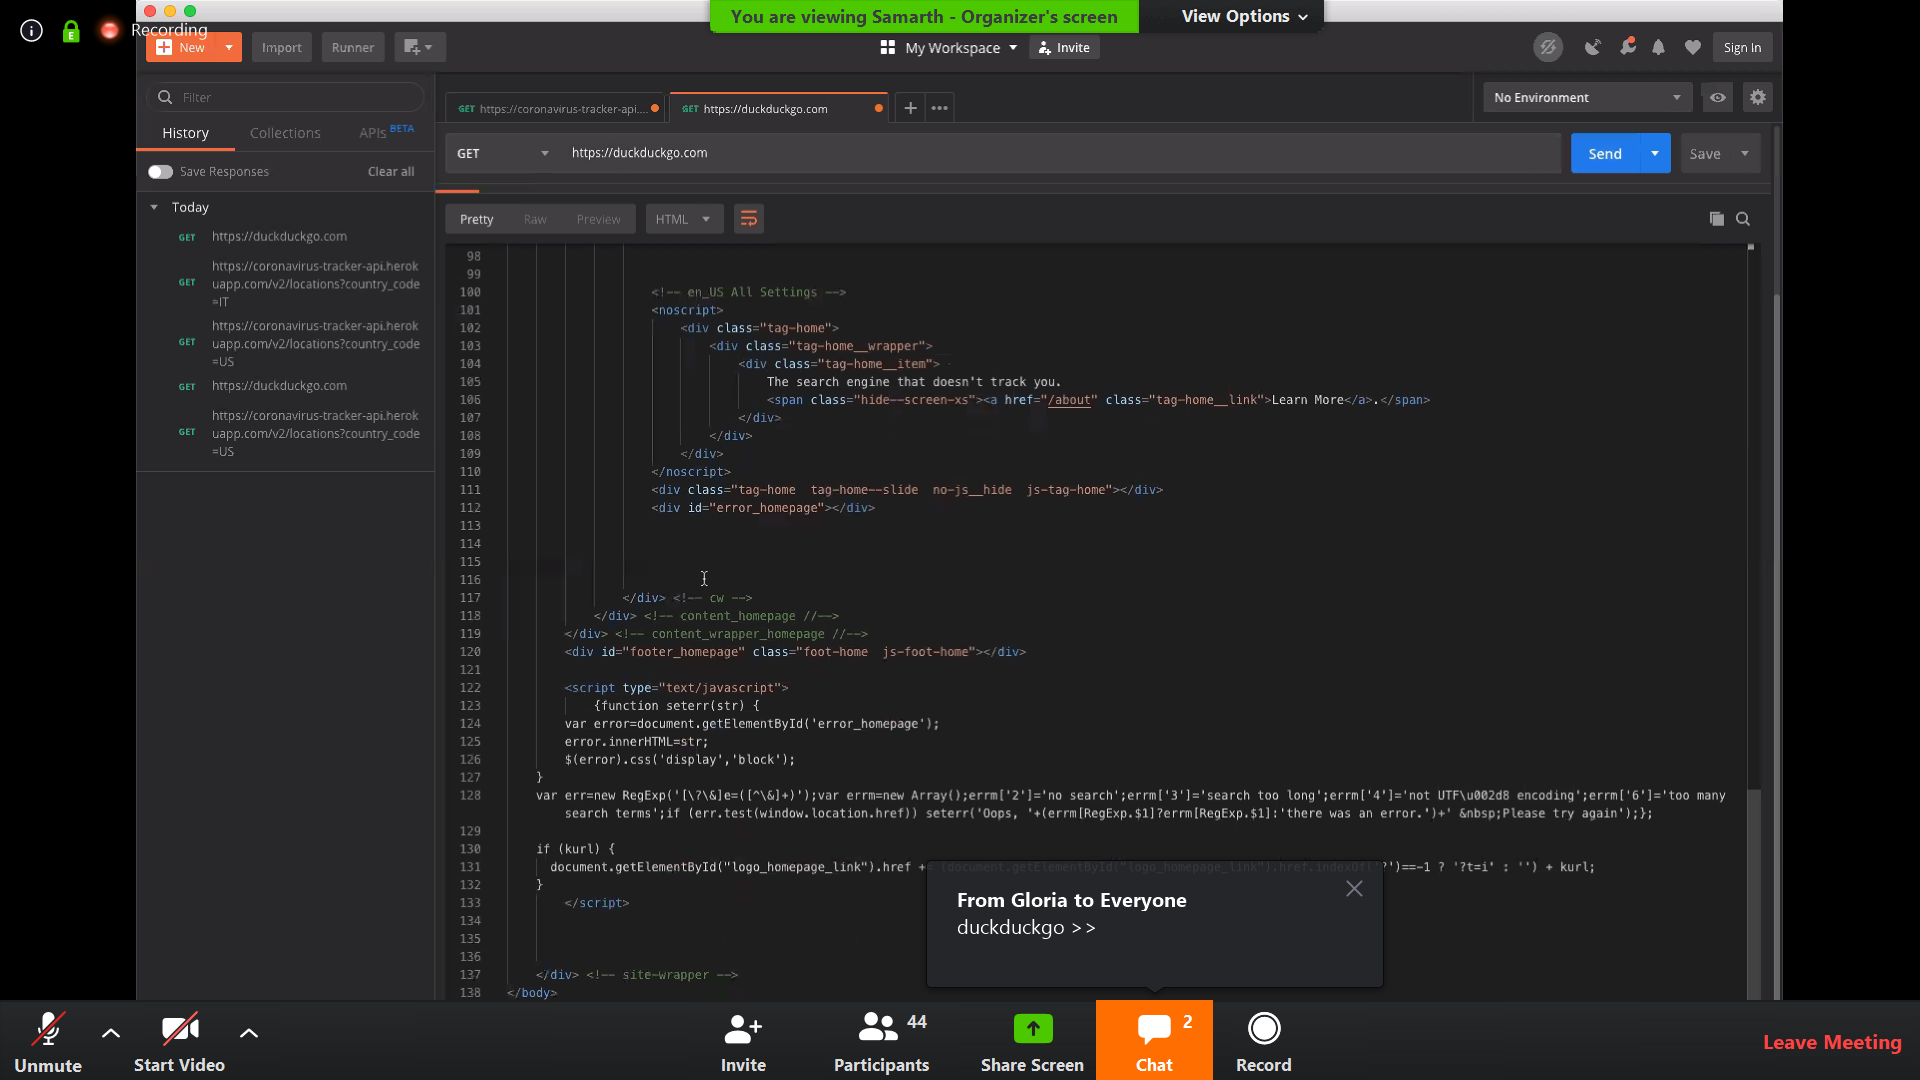 You are viewing Samarth - Organizer's screen
View Options
Recording
New
Import
Runner
My Workspace
Invite
Sign In
Filter
History
Collections
APIs BETA
Save Responses
Clear all
Today
GET https://duckduckgo.com
GET https://coronavirus-tracker-api.herok
uapp.com/v2/locations?country_code
=IT
GET https://coronavirus-tracker-api.herok
uapp.com/v2/locations?country_code
=US
GET https://duckduckgo.com
GET https://coronavirus-tracker-api.herok
uapp.com/v2/locations?country_code
=US
GET https://coronavirus-tracker-api....
GET https://duckduckgo.com
No Environment
GET
https://duckduckgo.com
Send
Save
Pretty
Raw
Preview
HTML
98
99
100 <!-- en_US All Settings -->
101 <noscript>
102 <div class="tag-home">
103 <div class="tag-home__wrapper">
104 <div class="tag-home__item">
105 The search engine that doesn't track you.
106 <span class="hide--screen-xs"><a href="/about" class="tag-home__link">Learn More</a>.</span>
107 </div>
108 </div>
109 </div>
110 </noscript>
111 <div class="tag-home  tag-home--slide  no-js__hide  js-tag-home"></div>
112 <div id="error_homepage"></div>
113
114
115
116
117 </div> <!-- cw -->
118 </div> <!-- content_homepage //-->
119 </div> <!-- content_wrapper_homepage //-->
120 <div id="footer_homepage" class="foot-home  js-foot-home"></div>
121
122 <script type="text/javascript">
123 {function seterr(str) {
124 var error=document.getElementById('error_homepage');
125 error.innerHTML=str;
126 $(error).css('display','block');
127 }
128 var err=new RegExp('[\?\&]e=([^\&]+)');var errm=new Array();errm['2']='no search';errm['3']='search too long';errm['4']='not UTF\u002d8 encoding';errm['6']='too many
search terms';if (err.test(window.location.href)) seterr('Oops, '+(errm[RegExp.$1]?errm[RegExp.$1]:'there was an error.')+' &nbsp;Please try again');};
129
130 if (kurl) {
131 document.getElementById("logo_homepage_link").href += (document.getElementById("logo_homepage_link").href.indexOf('?')==-1 ? '?t=i' : '') + kurl;
132 }
133 </script>
134
135
136
137 </div> <!-- site-wrapper -->
138 </body>
From Gloria to Everyone
duckduckgo >>
Unmute
Start Video
Invite
44
Participants
Share Screen
2
Chat
Record
Leave Meeting